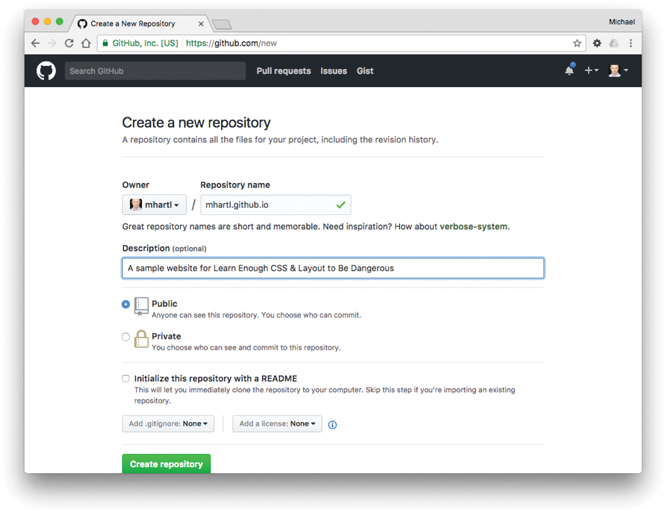 Create a New Repository
Michael
GitHub, Inc. [US] https://github.com/new
Search GitHub Pull requests Issues Gist
Create a new repository
A repository contains all the files for your project, including the revision history.
Owner Repository name
mhartl / mhartl.github.io
Great repository names are short and memorable. Need inspiration? How about verbose-system.
Description (optional)
A sample website for Learn Enough CSS & Layout to Be Dangerous
Public
Anyone can see this repository. You choose who can commit.
Private
You choose who can see and commit to this repository.
Initialize this repository with a README
This will let you immediately clone the repository to your computer. Skip this step if you're importing an existing
repository.
Add .gitignore: None Add a license: None
Create repository